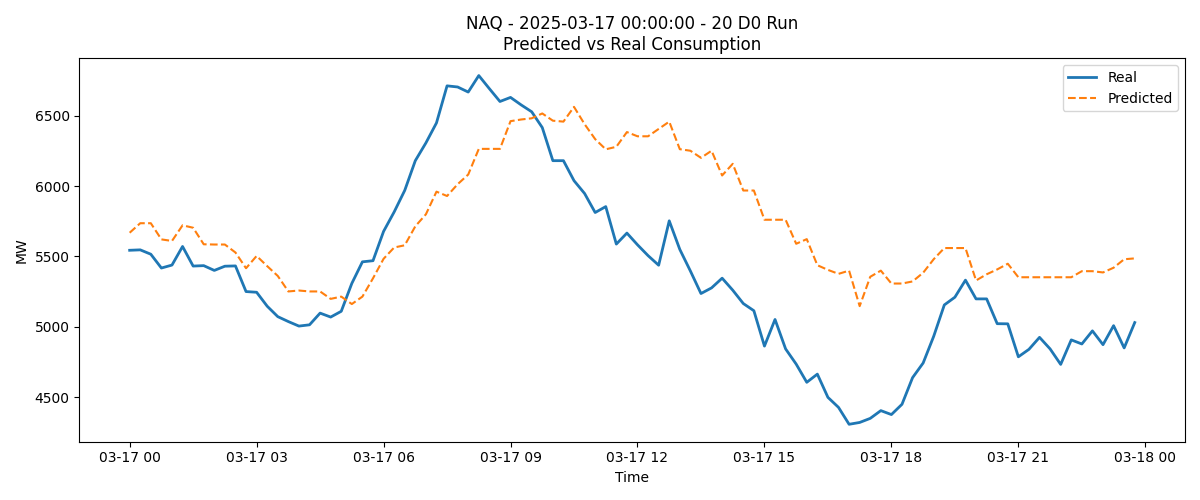 NAQ - 2025-03-17 00:00:00 - 20 D0 Run
Predicted vs Real Consumption
Real
Predicted
MW
6500
6000
5500
5000
4500
03-17 00
03-17 03
03-17 06
03-17 09
03-17 12
03-17 15
03-17 18
03-17 21
03-18 00
Time